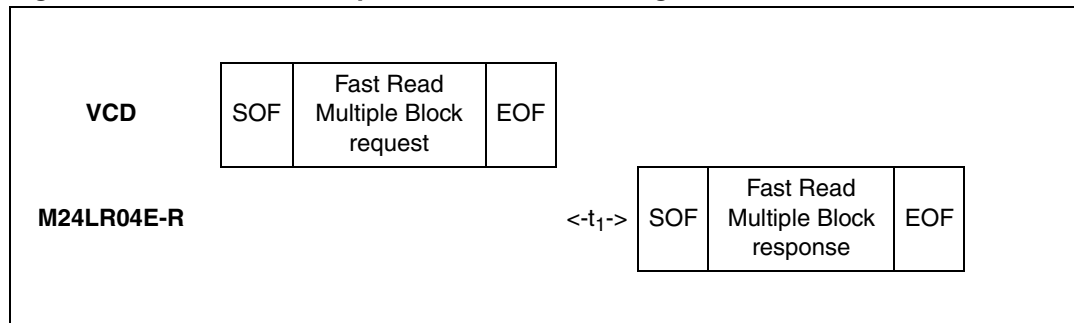 VCD
SOF
Fast Read
Multiple Block
request
EOF
M24LR04E-R
<-t1->
SOF
Fast Read
Multiple Block
response
EOF